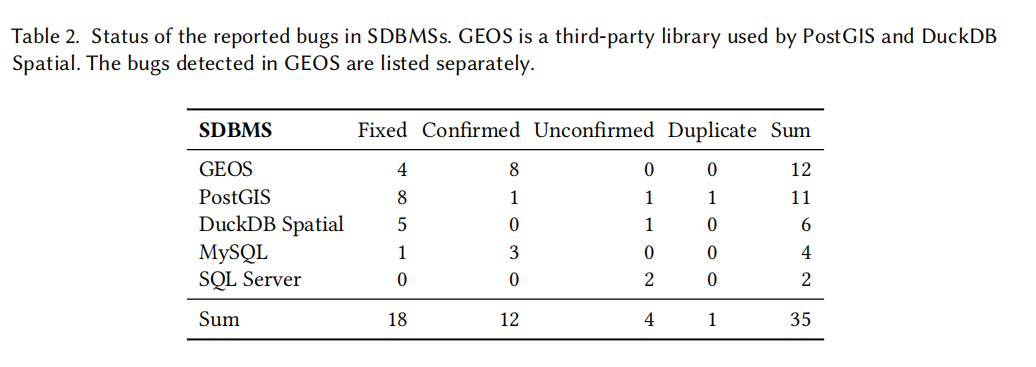 Table 2. Status of the reported bugs in SDBMSs. GEOS is a third-party library used by PostGIS and DuckDB
Spatial. The bugs detected in GEOS are listed separately.
SDBMS Fixed Confirmed Unconfirmed Duplicate Sum
GEOS 4 8 0 0 12
PostGIS 8 1 1 1 11
DuckDB Spatial 5 0 1 0 6
MySQL 1 3 0 0 4
SQL Server 0 0 2 0 2
Sum 18 12 4 1 35